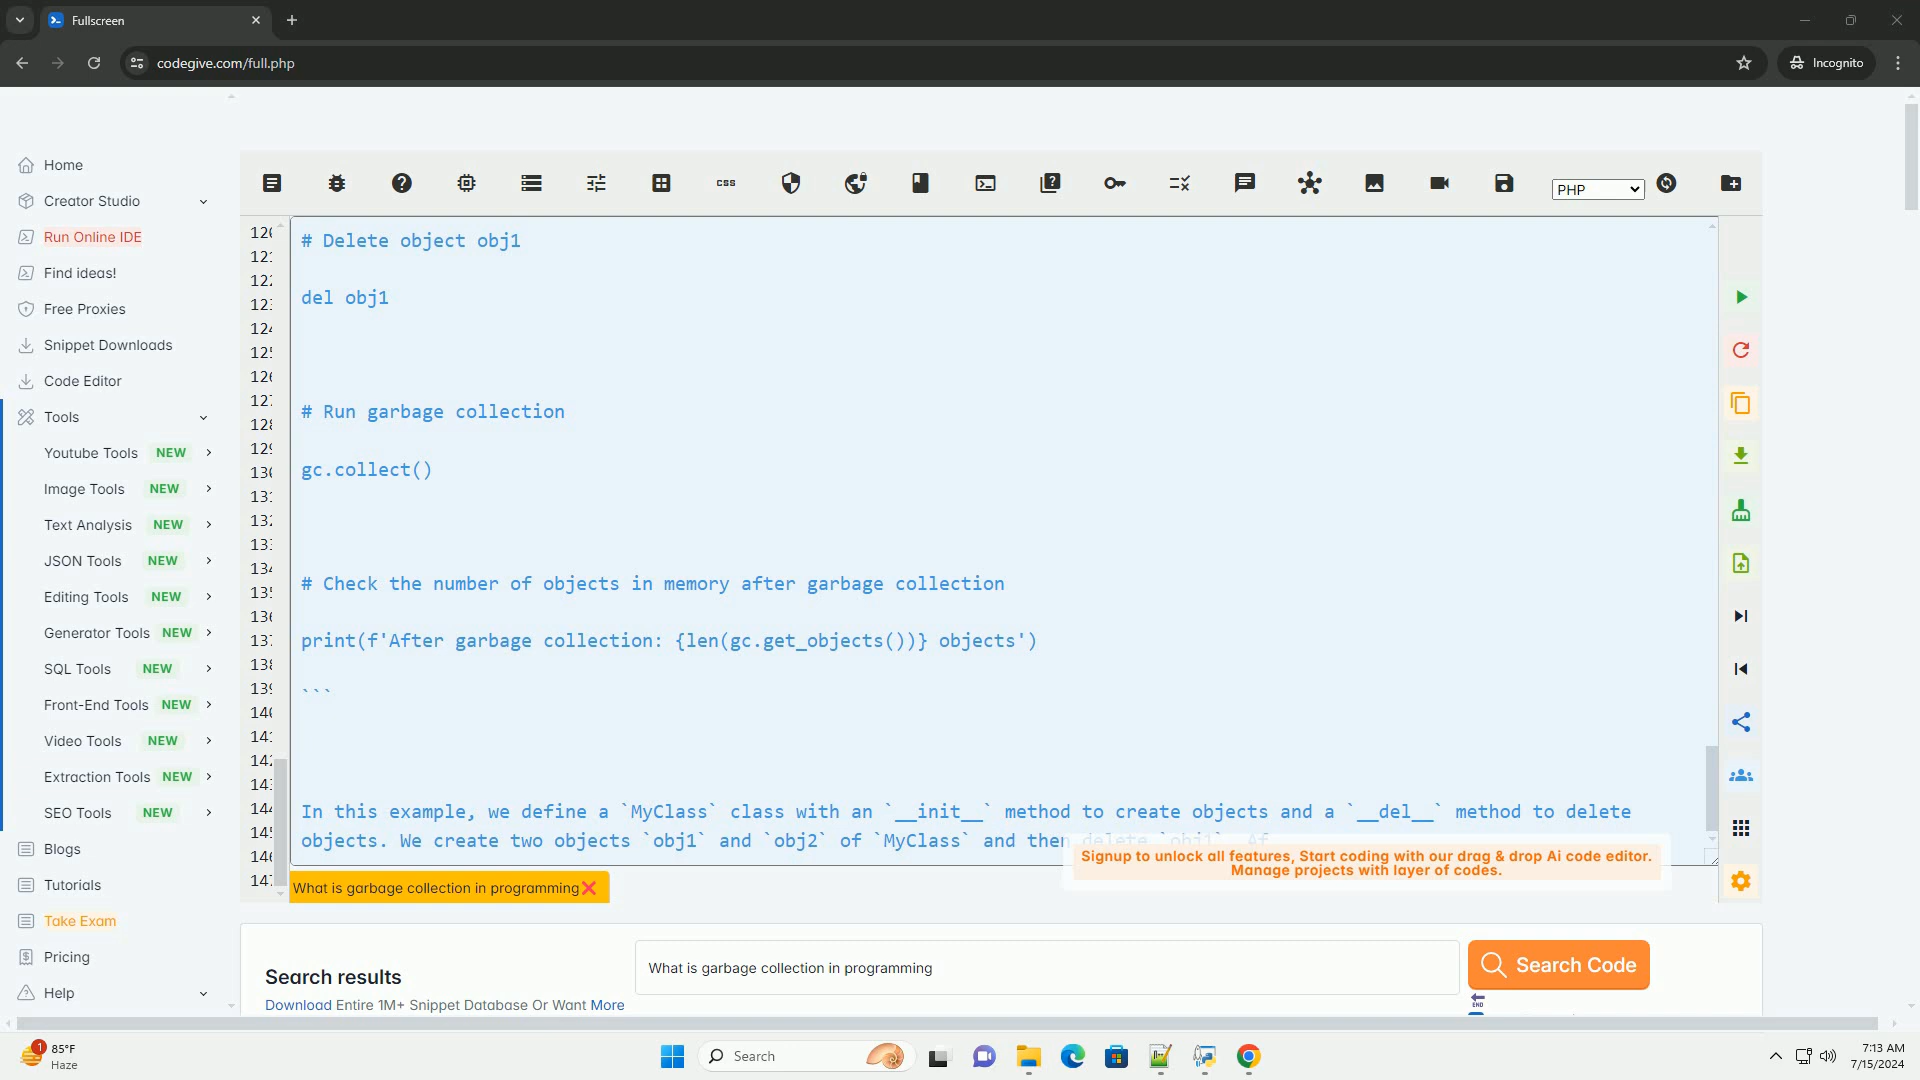 Fullscreen
codegive.com/full.php
Incognito
Home
Creator Studio
Run Online IDE
Find ideas!
Free Proxies
Snippet Downloads
Code Editor
Tools
Youtube Tools NEW
Image Tools NEW
Text Analysis NEW
JSON Tools NEW
Editing Tools NEW
Generator Tools NEW
SQL Tools NEW
Front-End Tools NEW
Video Tools NEW
Extraction Tools NEW
SEO Tools NEW
Blogs
Tutorials
Take Exam
Pricing
Help
css
PHP
# Delete object obj1
del obj1
# Run garbage collection
gc.collect()
# Check the number of objects in memory after garbage collection
print(f'After garbage collection: {len(gc.get_objects())} objects')
```
In this example, we define a `MyClass` class with an `__init__` method to create objects and a `__del__` method to delete
objects. We create two objects `obj1` and `obj2` of `MyClass` and then delete `obj1`. Af
Signup to unlock all features, Start coding with our drag & drop Ai code editor.
Manage projects with layer of codes.
What is garbage collection in programming
Search results
What is garbage collection in programming
Search Code
Download Entire 1M+ Snippet Database Or Want More
END
1
85°F
Haze
Search
7:13 AM
7/15/2024